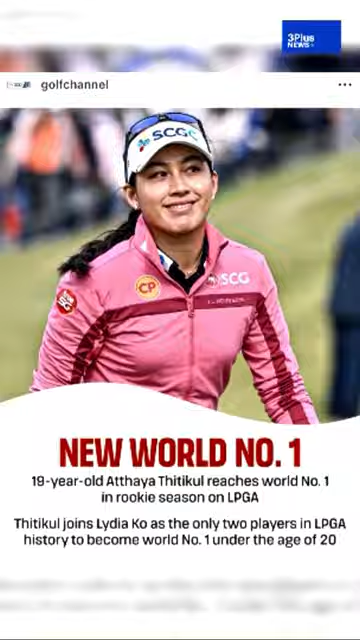 3Plus
NEWS
golfchannel
SCGC
CP
SCG
NEW WORLD NO. 1
19-year-old Atthaya Thitikul reaches world No. 1
in rookie season on LPGA
Thitikul joins Lydia Ko as the only two players in LPGA
history to become world No. 1 under the age of 20